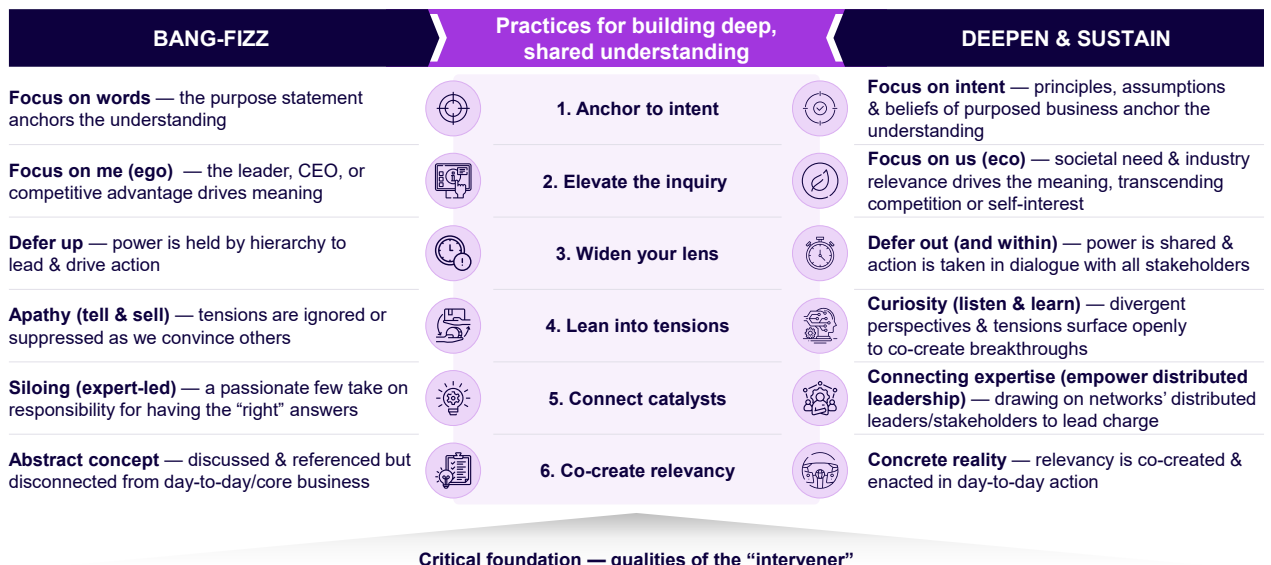 BANG-FIZZ
Practices for building deep,
shared understanding
DEEPEN & SUSTAIN
Focus on words — the purpose statement
anchors the understanding
1. Anchor to intent
Focus on intent — principles, assumptions
& beliefs of purposed business anchor the
understanding
Focus on me (ego) — the leader, CEO, or
competitive advantage drives meaning
2. Elevate the inquiry
Focus on us (eco) — societal need & industry
relevance drives the meaning, transcending
competition or self-interest
Defer up — power is held by hierarchy to
lead & drive action
3. Widen your lens
Defer out (and within) — power is shared &
action is taken in dialogue with all stakeholders
Apathy (tell & sell) — tensions are ignored or
suppressed as we convince others
4. Lean into tensions
Curiosity (listen & learn) — divergent
perspectives & tensions surface openly
to co-create breakthroughs
Siloing (expert-led) — a passionate few take on
responsibility for having the “right” answers
5. Connect catalysts
Connecting expertise (empower distributed
leadership) — drawing on networks’ distributed
leaders/stakeholders to lead charge
Abstract concept — discussed & referenced but
disconnected from day-to-day/core business
6. Co-create relevancy
Concrete reality — relevancy is co-created &
enacted in day-to-day action
Critical foundation — qualities of the “intervener”